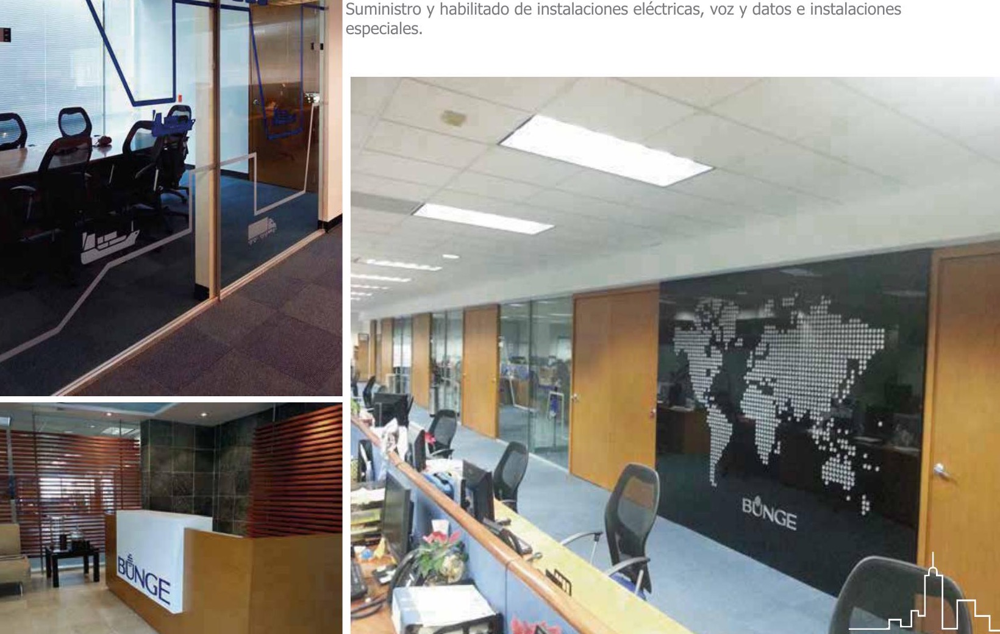 Suministro y habilitado de instalaciones eléctricas, voz y datos e instalaciones
especiales.
BUNGE
BUNGE